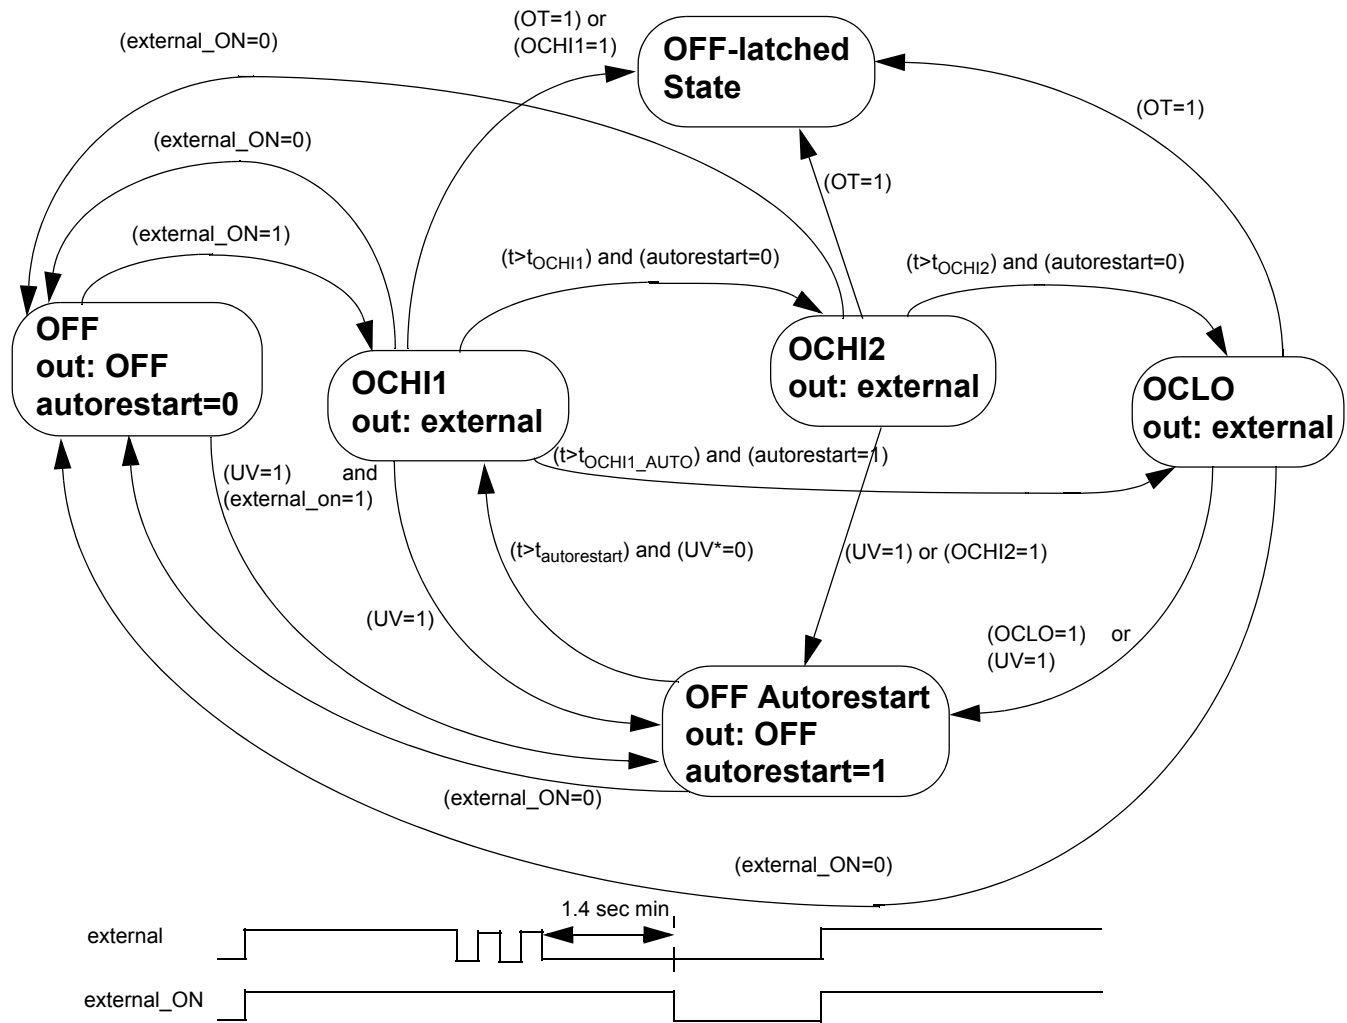 (OT=1) or
(OCHI1=1)
(external_ON=0)
OFF-latched
State
(OT=1)
(external_ON=0)
(OT=1)
(external_ON=1)
(t>tOCHI1) and (autorestart=0)
(t>tOCHI2) and (autorestart=0)
OFF
out: OFF
autorestart=0
OCHI1
out: external
OCHI2
out: external
OCLO
out: external
(t>tOCHI1_AUTO) and (autorestart=1)
(UV=1) and
(external_on=1)
(t>tautorestart) and (UV*=0)
(UV=1) or (OCHI2=1)
(UV=1)
(OCLO=1) or
(UV=1)
OFF Autorestart
out: OFF
autorestart=1
(external_ON=0)
(external_ON=0)
1.4 sec min
external
external_ON